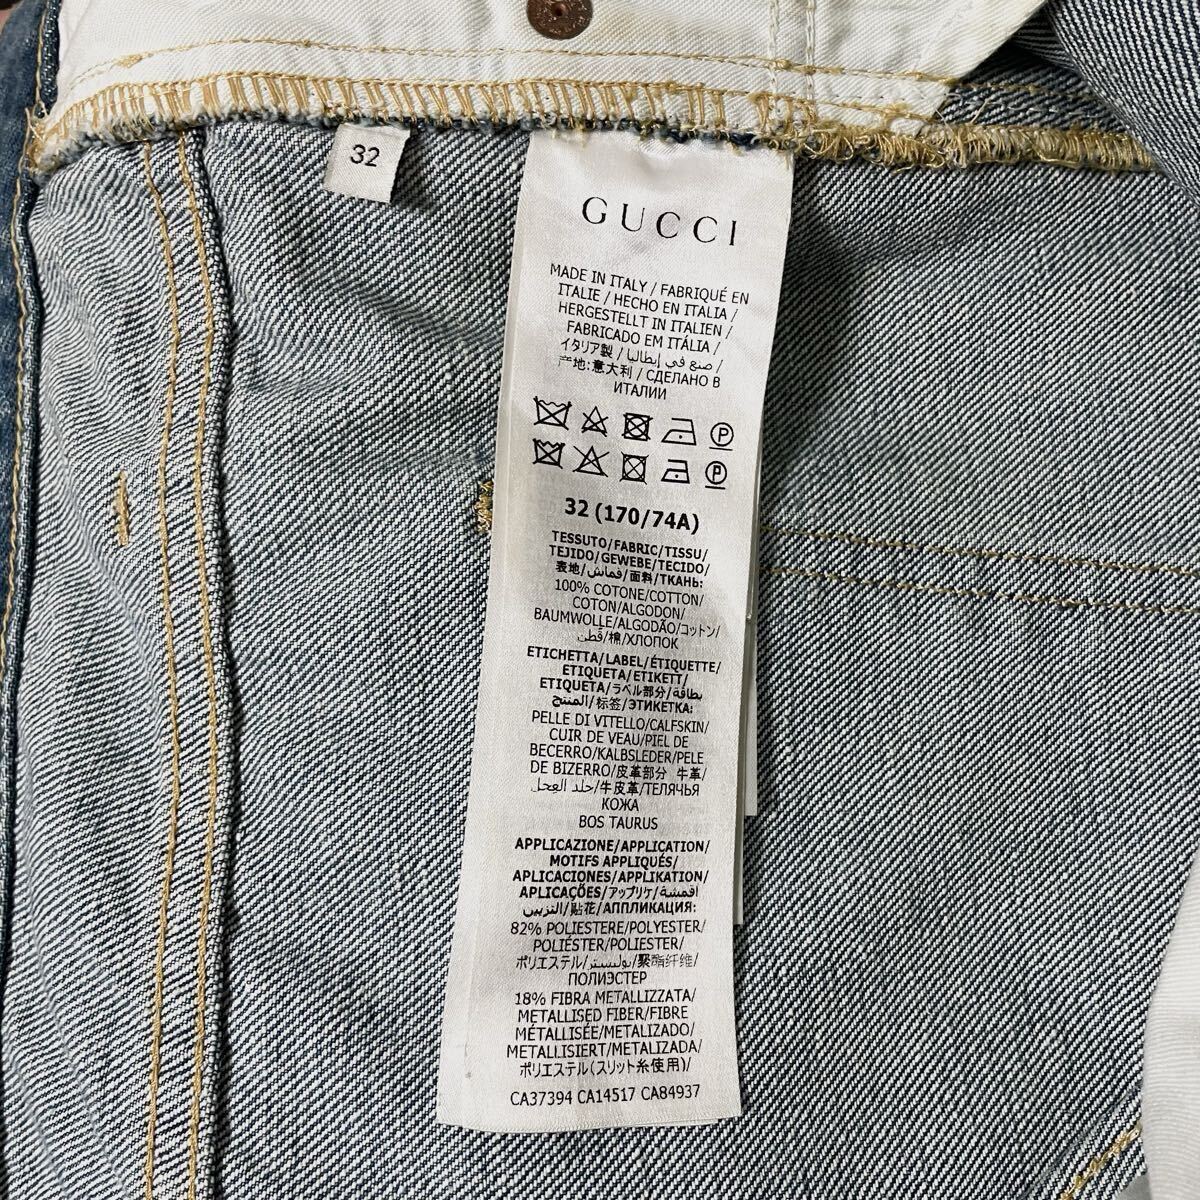 32
GUCCI
MADE IN ITALY / FABRIQUÉ EN
ITALIE / HECHO EN ITALIA /
HERGESTELLT IN ITALIEN /
FABRICADO EM ITÁLIA /
イタリア製 / صنع في إيطاليا /
产地:意大利 / СДЕЛАНО В
ИТАЛИИ
P
P
32 (170/74A)
TESSUTO/FABRIC/TISSU/
TEJIDO/GEWEBE/TECIDO/
表地/قماش/面料/ТКАНЬ:
100% COTONE/COTTON/
COTON/ALGODON/
BAUMWOLLE/ALGODÃO/コットン/
قطن/棉/ХЛОПОК
ETICHETTA/LABEL/ÉTIQUETTE/
ETIQUETA/ETIKETT/
ETIQUETA/ラベル部分/بطاقة
المنتج/标签/ЭТИКЕТКА:
PELLE DI VITELLO/CALFSKIN/
CUIR DE VEAU/PIEL DE
BECERRO/KALBSLEDER/PELE
DE BIZERRO/皮革部分 牛革/
جلد العجل/牛皮革/ТЕЛЯЧЬЯ
КОЖА
BOS TAURUS
APPLICAZIONE/APPLICATION/
MOTIFS APPLIQUÉS/
APLICACIONES/APPLIKATION/
APLICAÇÕES/アップリケ/اقمشة
التزيين/貼花/АППЛИКАЦИЯ:
82% POLIESTERE/POLYESTER/
POLIÉSTER/POLIESTER/
ポリエステル/بوليستر/聚酯纤维/
ПОЛИЭСТЕР
18% FIBRA METALLIZZATA/
METALLISED FIBER/FIBRE
MÉTALLISÉE/METALIZADO/
METALLISIERT/METALIZADA/
ポリエステル(スリット糸使用)/
CA37394 CA14517 CA84937